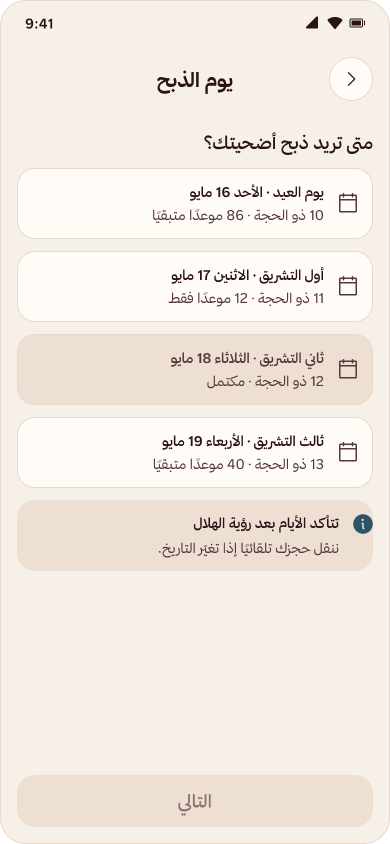 9:41
يوم الذبح
متى تريد ذبح أضحيتك؟
يوم العيد · الأحد 16 مايو
10 ذو الحجة · 86 موعدًا متبقيًا
أول التشريق · الاثنين 17 مايو
11 ذو الحجة · 12 موعدًا فقط
ثاني التشريق · الثلاثاء 18 مايو
12 ذو الحجة · مكتمل
ثالث التشريق · الأربعاء 19 مايو
13 ذو الحجة · 40 موعدًا متبقيًا
تتأكد الأيام بعد رؤية الهلال
ننقل حجزك تلقائيًا إذا تغيّر التاريخ.
التالي